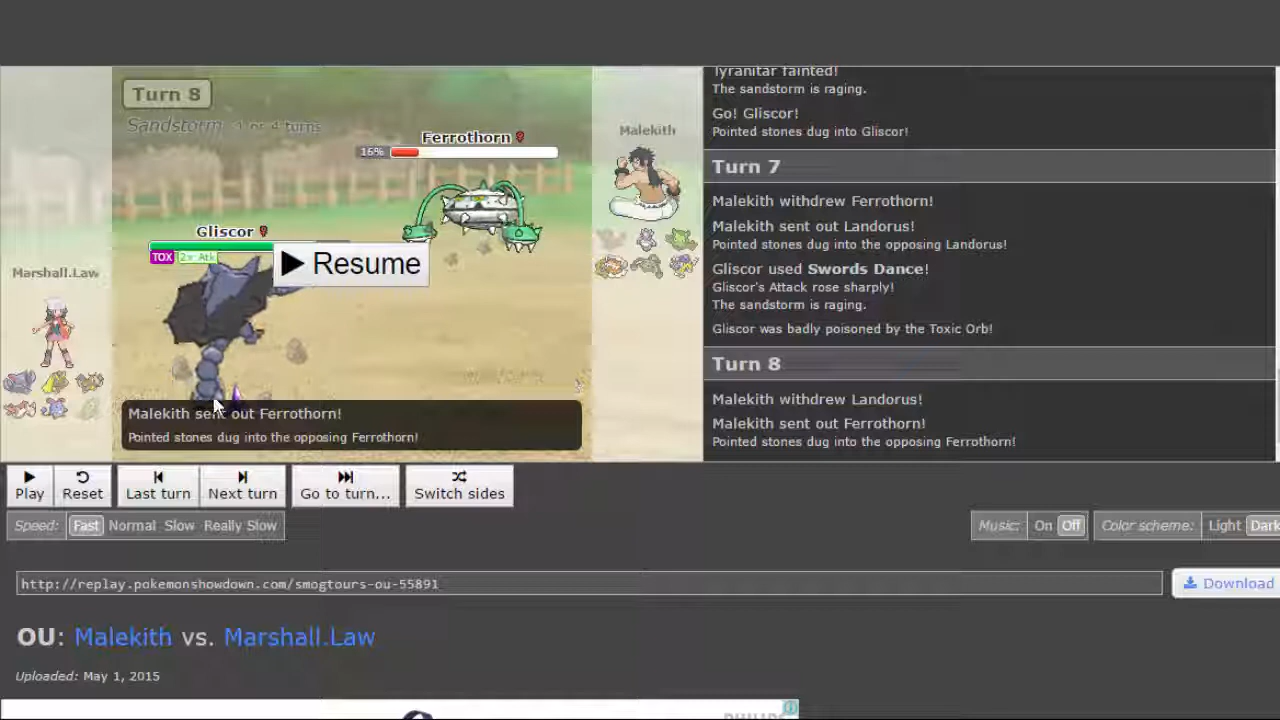 Turn 8
Sandstorm
Ferrothorn
16%
Gliscor
TOX 2× Atk
Resume
Marshall.Law
Malekith
Malekith sent out Ferrothorn!
Pointed stones dug into the opposing Ferrothorn!
Tyranitar fainted!
The sandstorm is raging.
Go! Gliscor!
Pointed stones dug into Gliscor!
Turn 7
Malekith withdrew Ferrothorn!
Malekith sent out Landorus!
Pointed stones dug into the opposing Landorus!
Gliscor used Swords Dance!
Gliscor's Attack rose sharply!
The sandstorm is raging.
Gliscor was badly poisoned by the Toxic Orb!
Turn 8
Malekith withdrew Landorus!
Malekith sent out Ferrothorn!
Pointed stones dug into the opposing Ferrothorn!
Play Reset Last turn Next turn Go to turn... Switch sides
Speed: Fast Normal Slow Really Slow
Music: On Off Color scheme: Light Dark
http://replay.pokemonshowdown.com/smogtours-ou-55891
Download
OU: Malekith vs. Marshall.Law
Uploaded: May 1, 2015